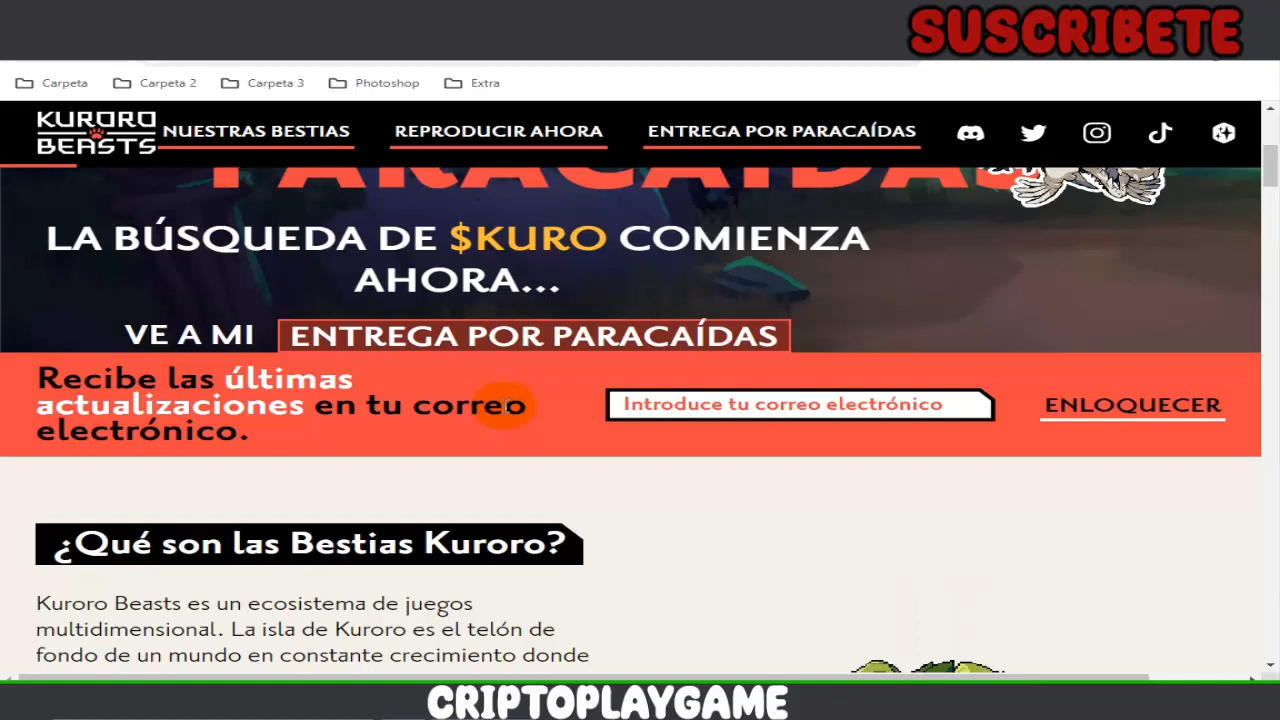 SUSCRIBETE
Carpeta Carpeta 2 Carpeta 3 Photoshop Extra
KURORO BEASTS
NUESTRAS BESTIAS REPRODUCIR AHORA ENTREGA POR PARACAÍDAS
PARACAÍDAS
LA BÚSQUEDA DE $KURO COMIENZA
AHORA...
VE A MI ENTREGA POR PARACAÍDAS
Recibe las últimas
actualizaciones en tu correo
electrónico.
Introduce tu correo electrónico
ENLOQUECER
¿Qué son las Bestias Kuroro?
Kuroro Beasts es un ecosistema de juegos
multidimensional. La isla de Kuroro es el telón de
fondo de un mundo en constante crecimiento donde
CRIPTOPLAYGAME